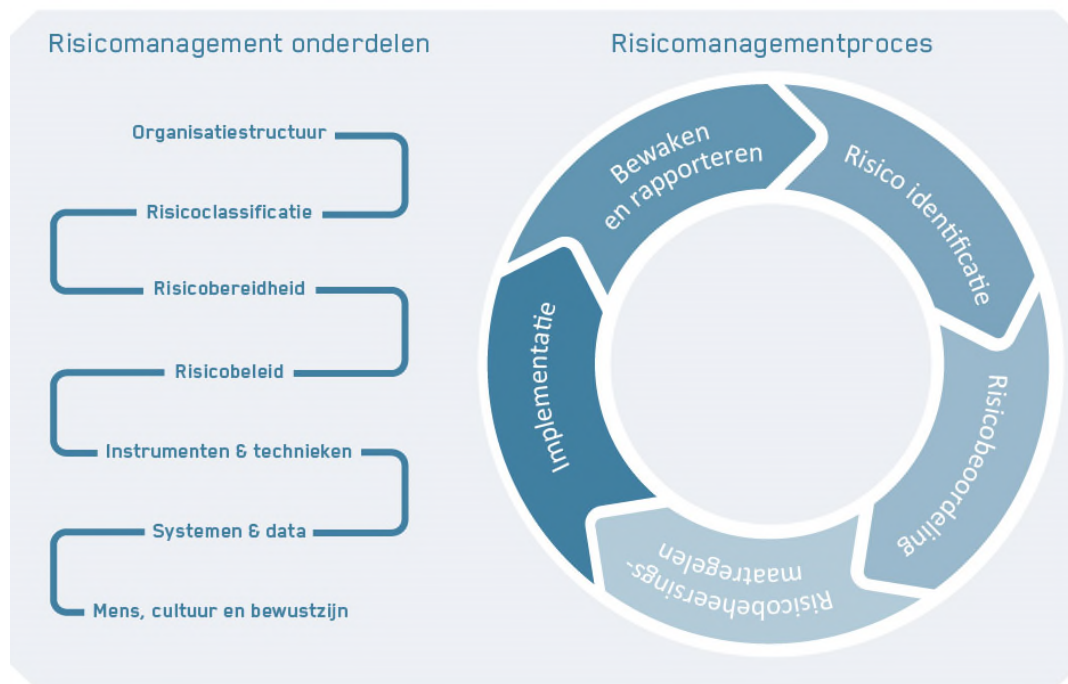 Risicomanagement onderdelen
Organisatiestructuur
Risicoclassificatie
Risicobereidheid
Risicobeleid
Instrumenten & technieken
Systemen & data
Mens, cultuur en bewustzijn
Risicomanagementproces
Bewaken
en rapporteren
Risico identificatie
Risicobeoordeling
Risicobeheersings-
maatregelen
Implementatie